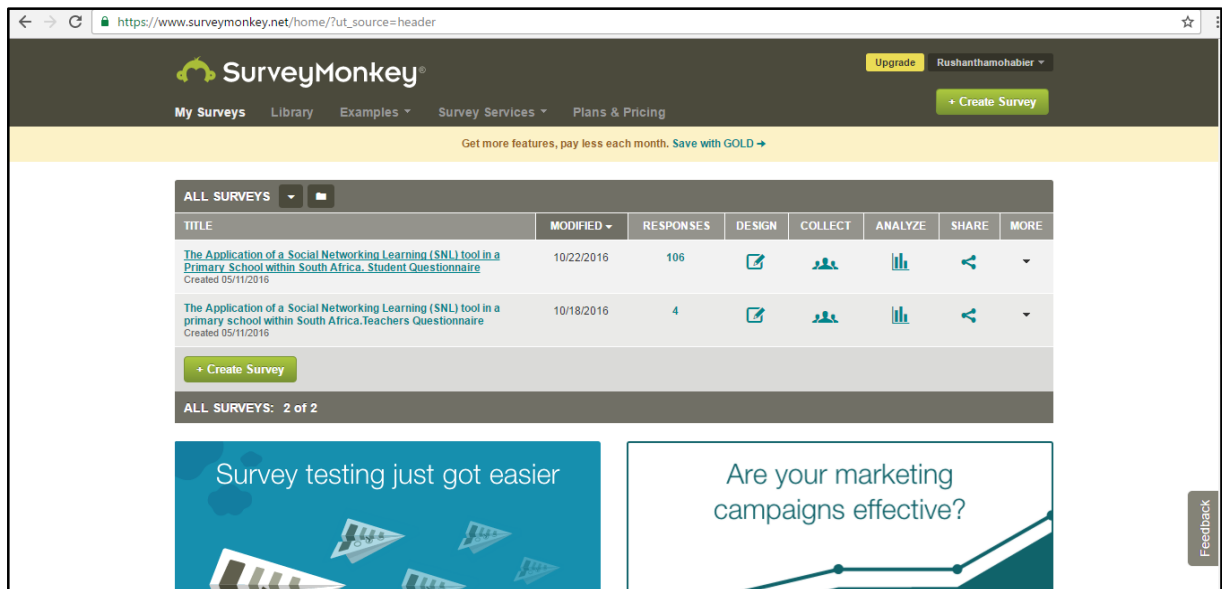 https://www.surveymonkey.net/home/?ut_source=header
SurveyMonkey®
Upgrade
Rushanthamohabier
My Surveys Library Examples Survey Services Plans & Pricing
+ Create Survey
Get more features, pay less each month. Save with GOLD →
ALL SURVEYS
TITLE MODIFIED RESPONSES DESIGN COLLECT ANALYZE SHARE MORE
The Application of a Social Networking Learning (SNL) tool in a
Primary School within South Africa. Student Questionnaire
Created 05/11/2016
10/22/2016 106
The Application of a Social Networking Learning (SNL) tool in a
primary school within South Africa.Teachers Questionnaire
Created 05/11/2016
10/18/2016 4
+ Create Survey
ALL SURVEYS: 2 of 2
Survey testing just got easier
Are your marketing
campaigns effective?
Feedback